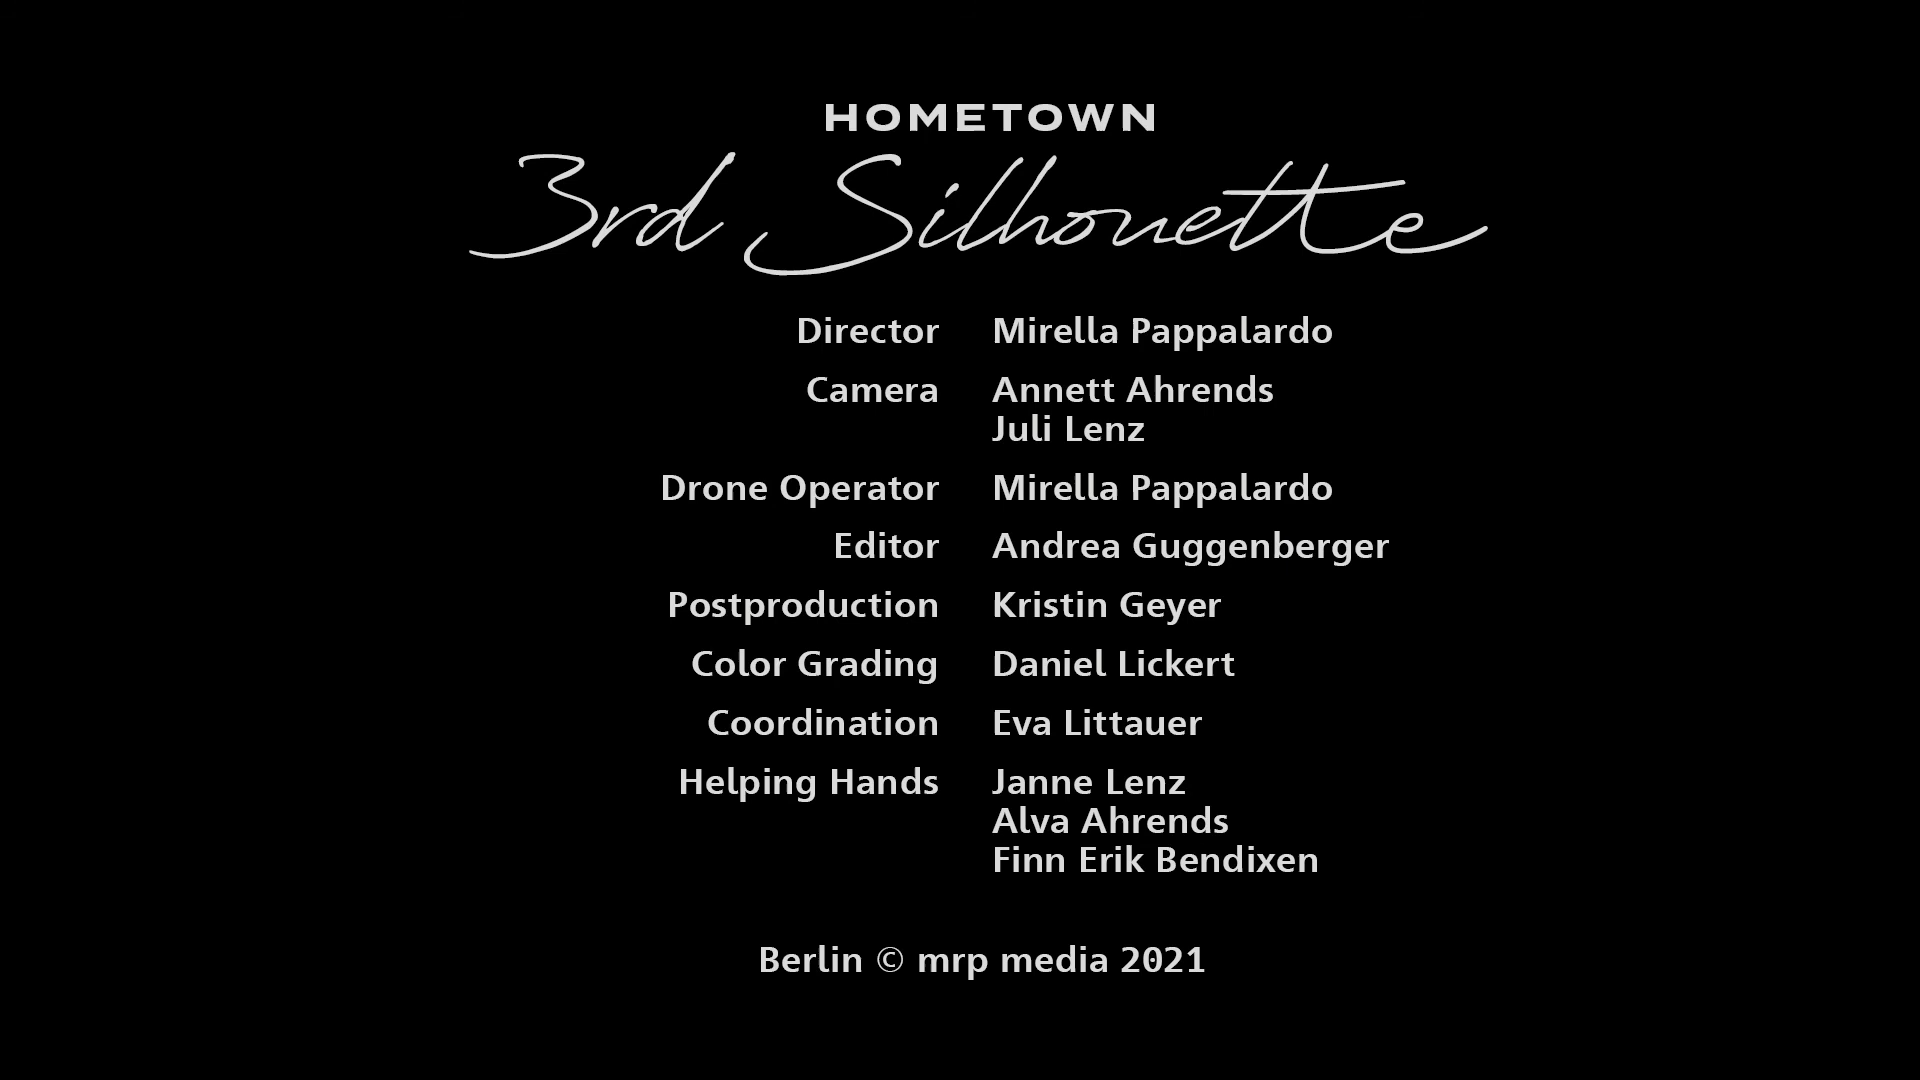 HOMETOWN
3rd Silhouette
Director Mirella Pappalardo
Camera Annett Ahrends
Juli Lenz
Drone Operator Mirella Pappalardo
Editor Andrea Guggenberger
Postproduction Kristin Geyer
Color Grading Daniel Lickert
Coordination Eva Littauer
Helping Hands Janne Lenz
Alva Ahrends
Finn Erik Bendixen
Berlin © mrp media 2021